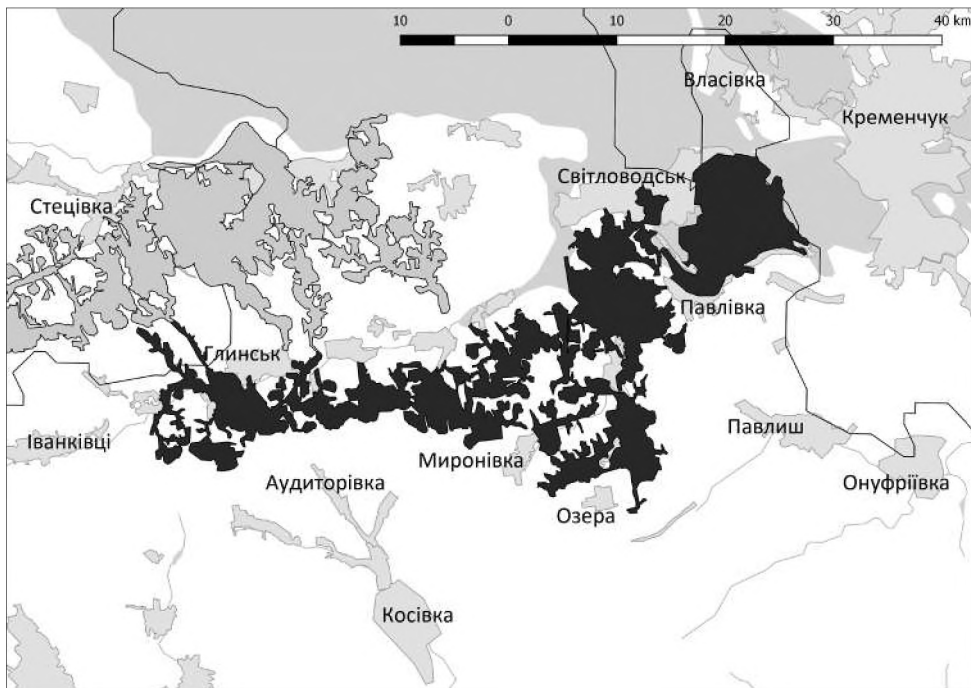 10 0 10 20 30 40 km
Власівка
Кременчук
Світловодськ
Стецівка
Павлівка
Глинськ
Павлиш
Іванківці
Миронівка
Аудиторівка
Онуфріївка
Озера
Косівка